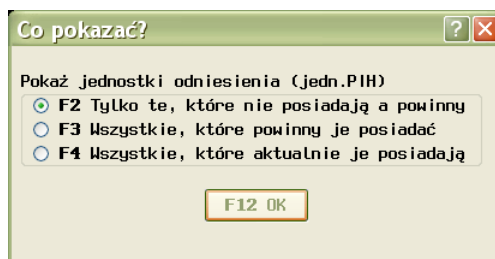 Co pokazać?
Pokaż jednostki odniesienia (jedn.PIH)
F2 Tylko te, które nie posiadają a powinny
F3 Wszystkie, które powinny je posiadać
F4 Wszystkie, które aktualnie je posiadają
F12 OK